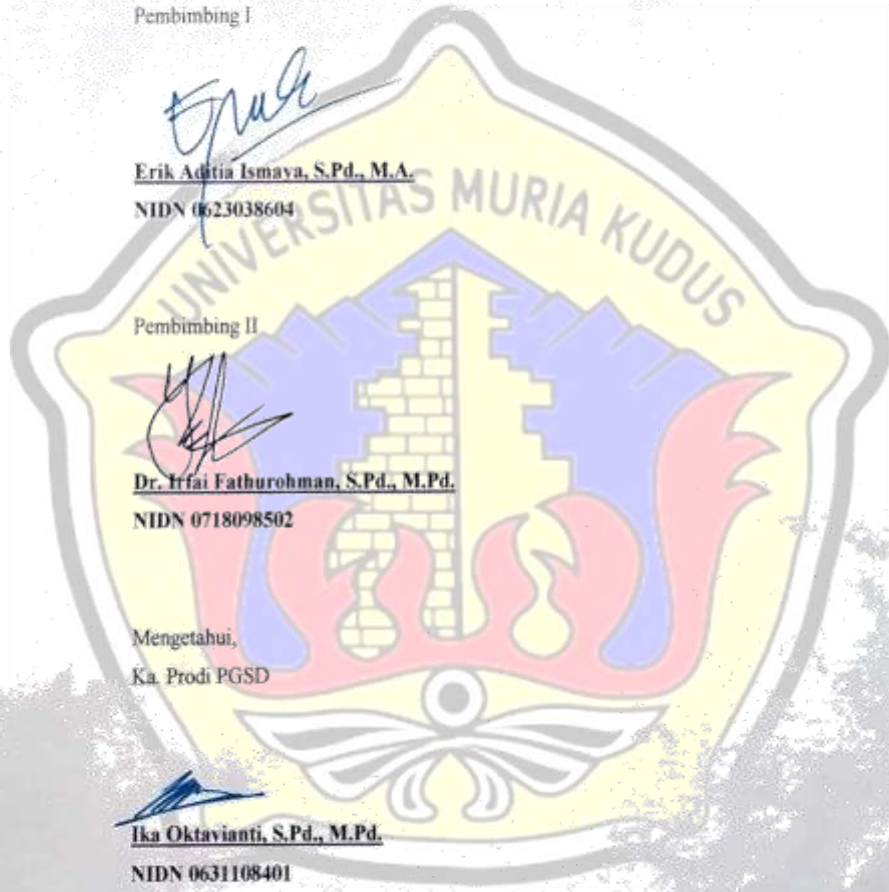 Pembimbing I
Erik Aditia Ismaya, S.Pd., M.A.
NIDN 0623038604
UNIVERSITAS MURIA KUDUS
Pembimbing II
Dr. Irfai Fathurohman, S.Pd., M.Pd.
NIDN 0718098502
Mengetahui,
Ka. Prodi PGSD
Ika Oktavianti, S.Pd., M.Pd.
NIDN 0631108401